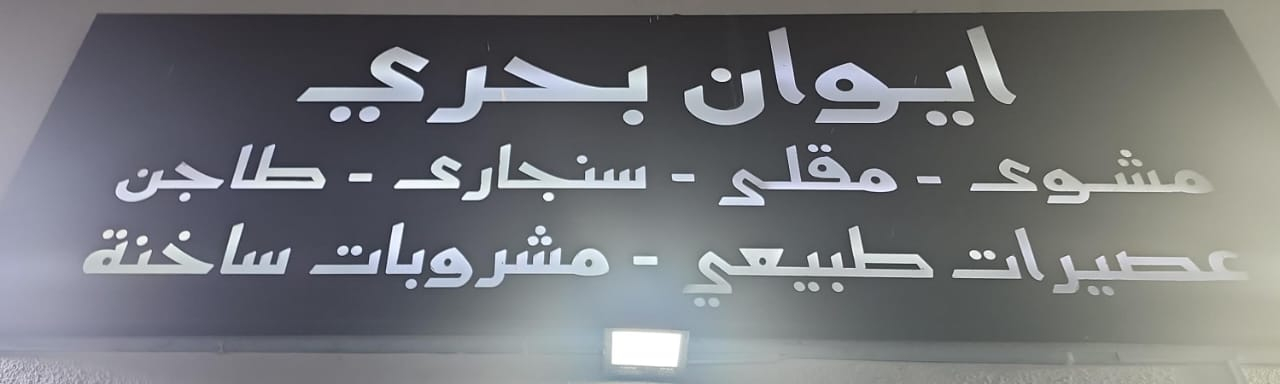 ايوان بحري
مشوى - مقلى - سنجارى - طاجن
عصيرات طبيعي - مشروبات ساخنة